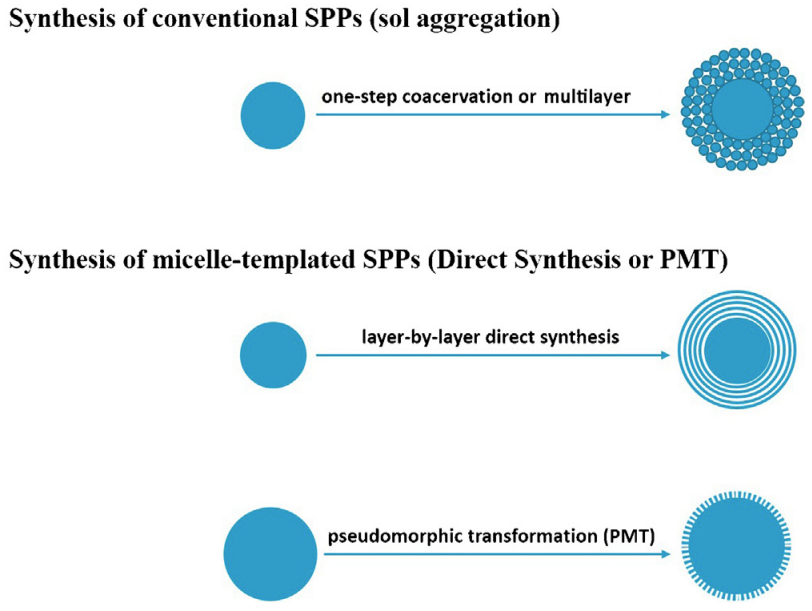 Synthesis of conventional SPPs (sol aggregation)
one-step coacervation or multilayer
Synthesis of micelle-templated SPPs (Direct Synthesis or PMT)
layer-by-layer direct synthesis
pseudomorphic transformation (PMT)